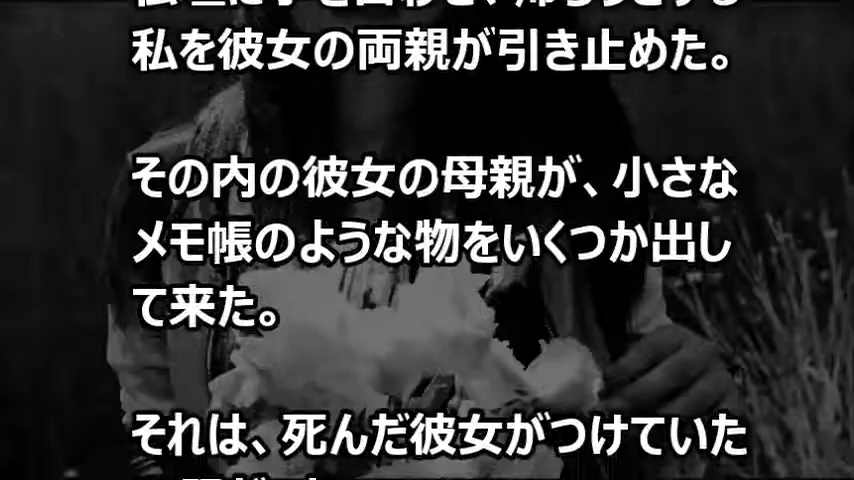 私を彼女の両親が引き止めた。
その内の彼女の母親が、小さな
メモ帳のような物をいくつか出し
て来た。
それは、死んだ彼女がつけていた